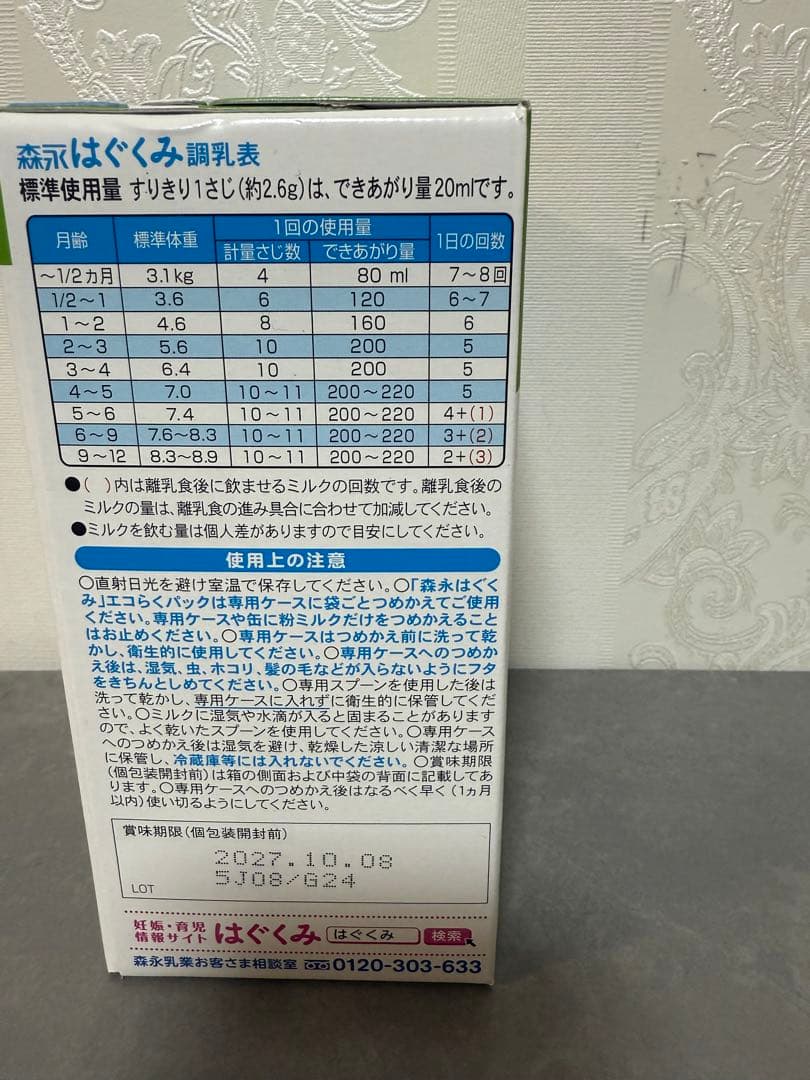 森永はぐくみ調乳表
標準使用量 すりきり1さじ(約2.6g)は、できあがり量20mlです。
月齢 標準体重 1回の使用量 1日の回数
計量さじ数 できあがり量
～1/2カ月 3.1kg 4 80 ml 7～8回
1/2～1 3.6 6 120 6～7
1～2 4.6 8 160 6
2～3 5.6 10 200 5
3～4 6.4 10 200 5
4～5 7.0 10～11 200～220 5
5～6 7.4 10～11 200～220 4+(1)
6～9 7.6～8.3 10～11 200～220 3+(2)
9～12 8.3～8.9 10～11 200～220 2+(3)
●( )内は離乳食後に飲ませるミルクの回数です。離乳食後の
ミルクの量は、離乳食の進み具合に合わせて加減してください。
●ミルクを飲む量は個人差がありますので目安にしてください。
使用上の注意
○直射日光を避け室温で保存してください。○「森永はぐく
み」エコらくパックは専用ケースに袋ごとつめかえてご使用
ください。専用ケースや缶に粉ミルクだけをつめかえること
はお止めください。○専用ケースはつめかえ前に洗って乾
かし、衛生的に使用してください。○専用ケースへのつめか
え後は、湿気、虫、ホコリ、髪の毛などが入らないようにフタ
をきちんとしめてください。○専用スプーンを使用した後は
洗って乾かし、専用ケースに入れずに衛生的に保管してくだ
さい。○ミルクに湿気や水滴が入ると固まることがあります
ので、よく乾いたスプーンを使用してください。○専用ケース
へのつめかえ後は湿気を避け、乾燥した涼しい清潔な場所
に保管し、冷蔵庫等には入れないでください。○賞味期限
(個包装開封前)は箱の側面および中袋の背面に記載してあ
ります。○専用ケースへのつめかえ後はなるべく早く(1ヵ月
以内)使い切るようにしてください。
賞味期限(個包装開封前)
2027.10.08
5J08/G24
LOT
妊娠・育児
情報サイト はぐくみ はぐくみ 検索
森永乳業お客さま相談室 0120-303-633